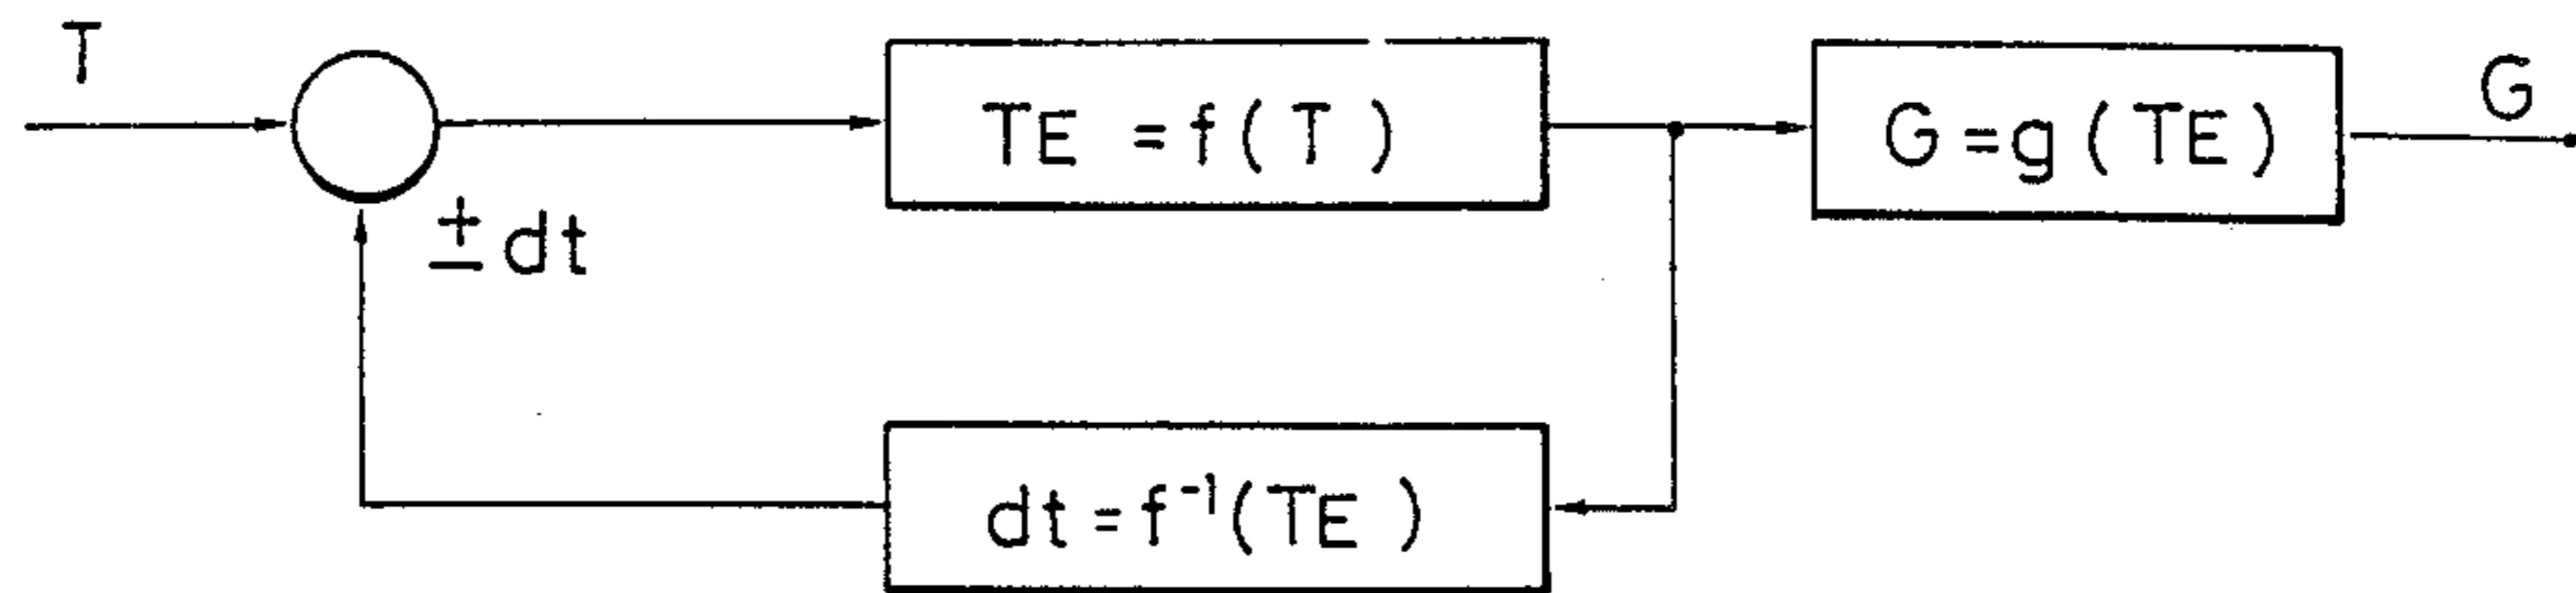 T
TE = f ( T )
G = g ( TE )
G
± dt
dt = f⁻¹ ( TE )